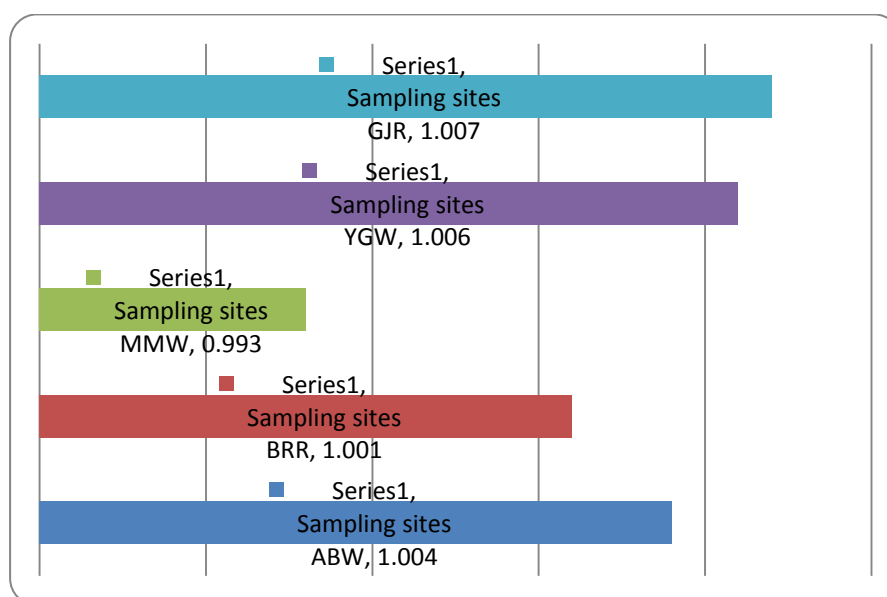 Series1,
Sampling sites
GJR, 1.007
Series1,
Sampling sites
YGW, 1.006
Series1,
Sampling sites
MMW, 0.993
Series1,
Sampling sites
BRR, 1.001
Series1,
Sampling sites
ABW, 1.004